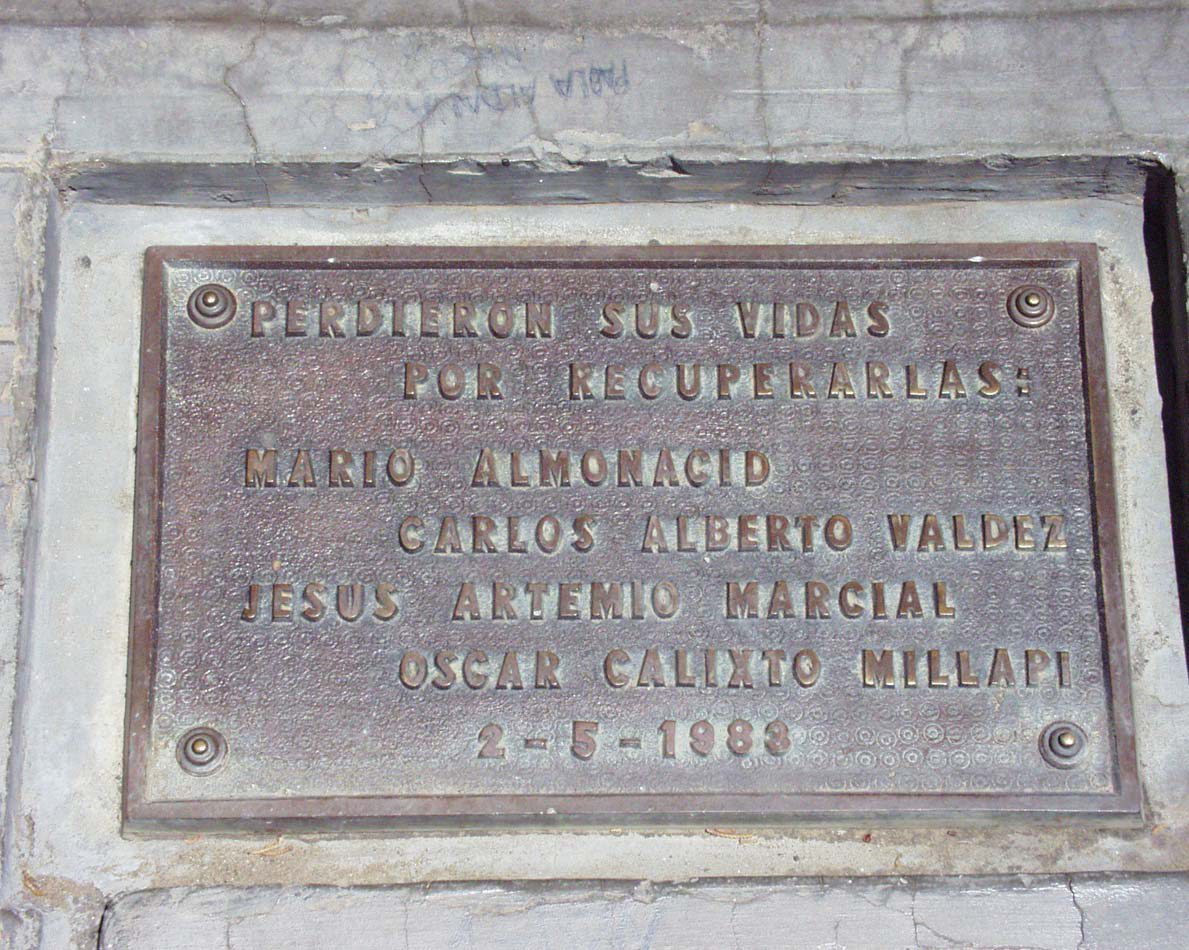 PERDIERON SUS VIDAS
POR RECUPERARLAS:
MARIO ALMONACID
CARLOS ALBERTO VALDEZ
JESUS ARTEMIO MARCIAL
OSCAR CALIXTO MILLAPI
2-5-1983